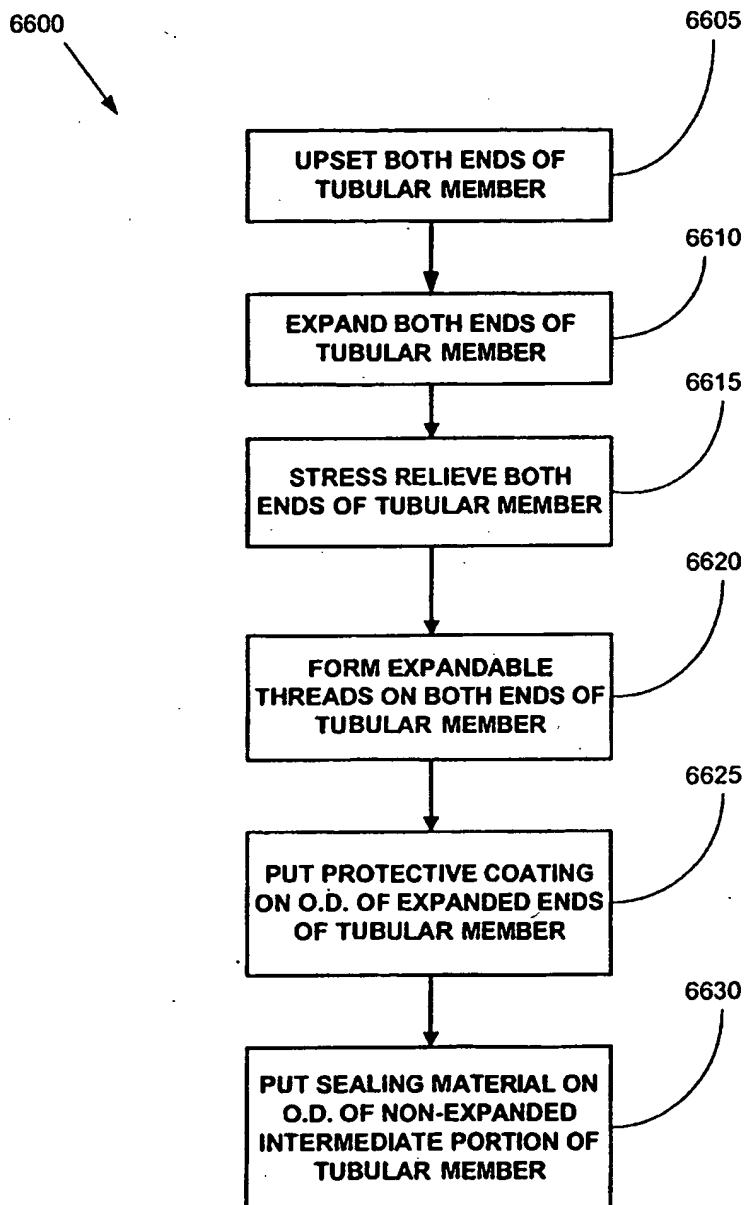 6600
6605
UPSET BOTH ENDS OF
TUBULAR MEMBER
6610
EXPAND BOTH ENDS OF
TUBULAR MEMBER
6615
STRESS RELIEVE BOTH
ENDS OF TUBULAR MEMBER
6620
FORM EXPANDABLE
THREADS ON BOTH ENDS OF
TUBULAR MEMBER
6625
PUT PROTECTIVE COATING
ON O.D. OF EXPANDED ENDS
OF TUBULAR MEMBER
6630
PUT SEALING MATERIAL ON
O.D. OF NON-EXPANDED
INTERMEDIATE PORTION OF
TUBULAR MEMBER